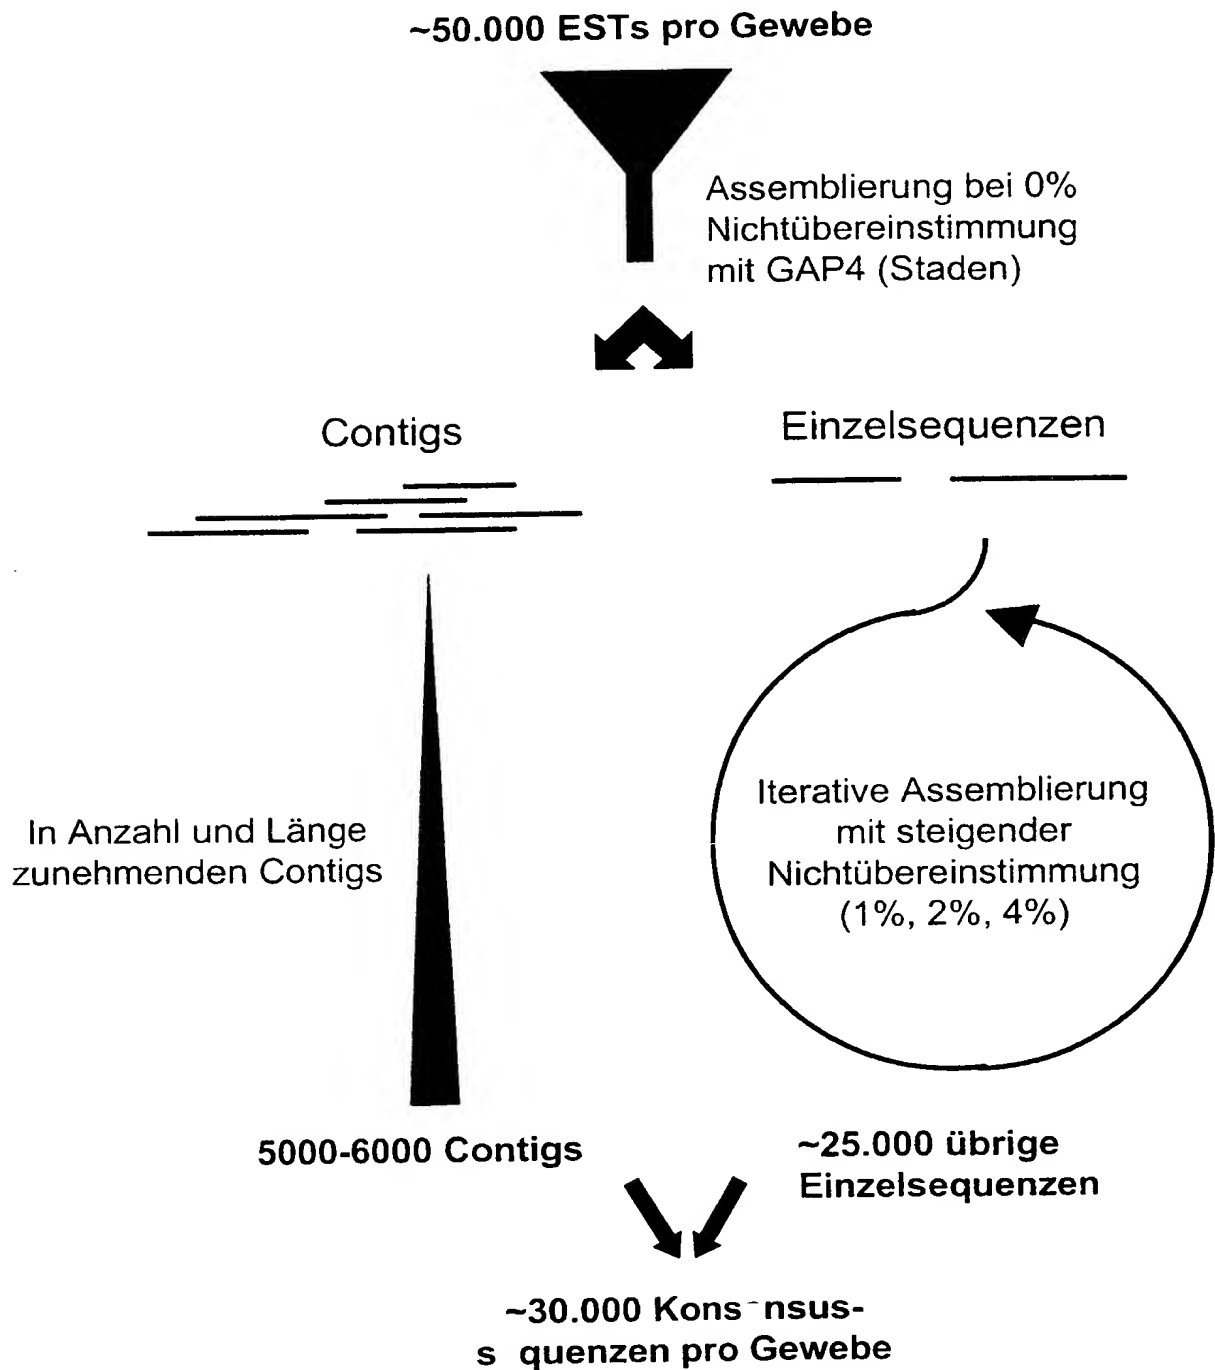 ~50.000 ESTs pro Gewebe
Assemblierung bei 0%
Nichtübereinstimmung
mit GAP4 (Staden)
Contigs
Einzelsequenzen
In Anzahl und Länge
zunehmenden Contigs
Iterative Assemblierung
mit steigender
Nichtübereinstimmung
(1%, 2%, 4%)
5000-6000 Contigs
~25.000 übrige
Einzelsequenzen
~30.000 Kons nsus-
s quenzen pro Gewebe